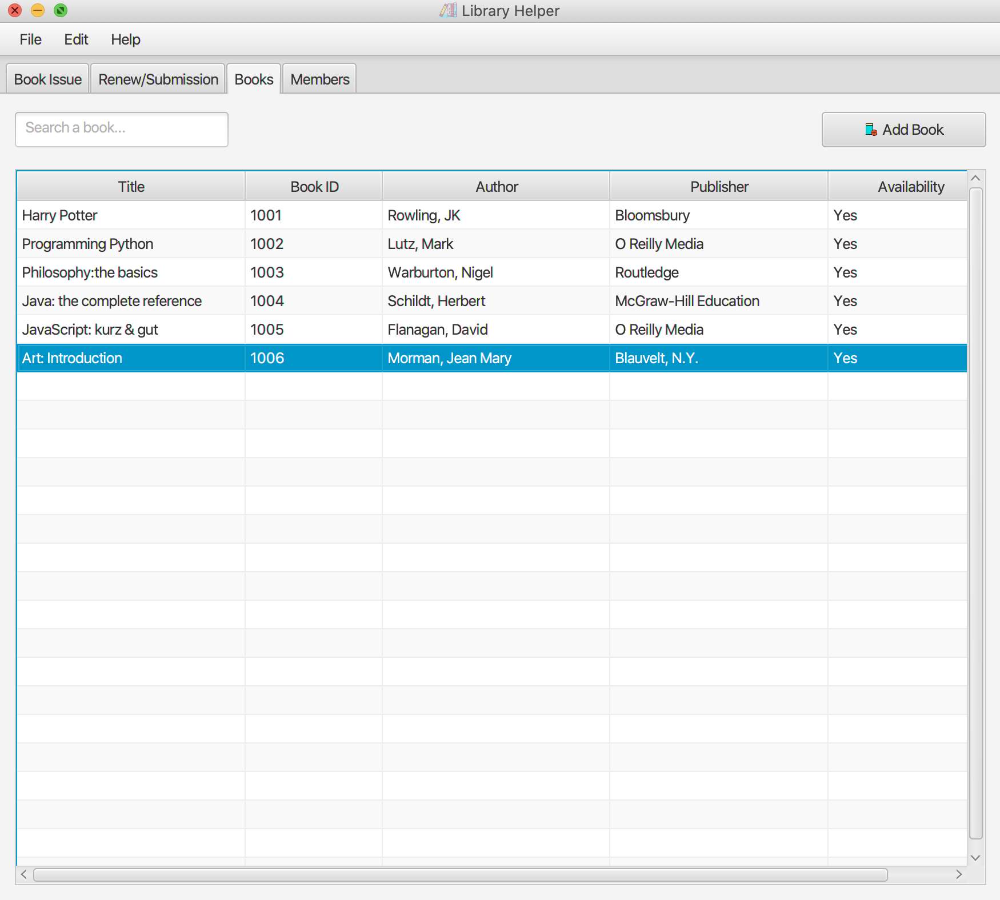 Library Helper
File Edit Help
Book Issue Renew/Submission Books Members
Search a book... Add Book
Title Book ID Author Publisher Availability
Harry Potter 1001 Rowling, JK Bloomsbury Yes
Programming Python 1002 Lutz, Mark O Reilly Media Yes
Philosophy:the basics 1003 Warburton, Nigel Routledge Yes
Java: the complete reference 1004 Schildt, Herbert McGraw-Hill Education Yes
JavaScript: kurz & gut 1005 Flanagan, David O Reilly Media Yes
Art: Introduction 1006 Morman, Jean Mary Blauvelt, N.Y. Yes